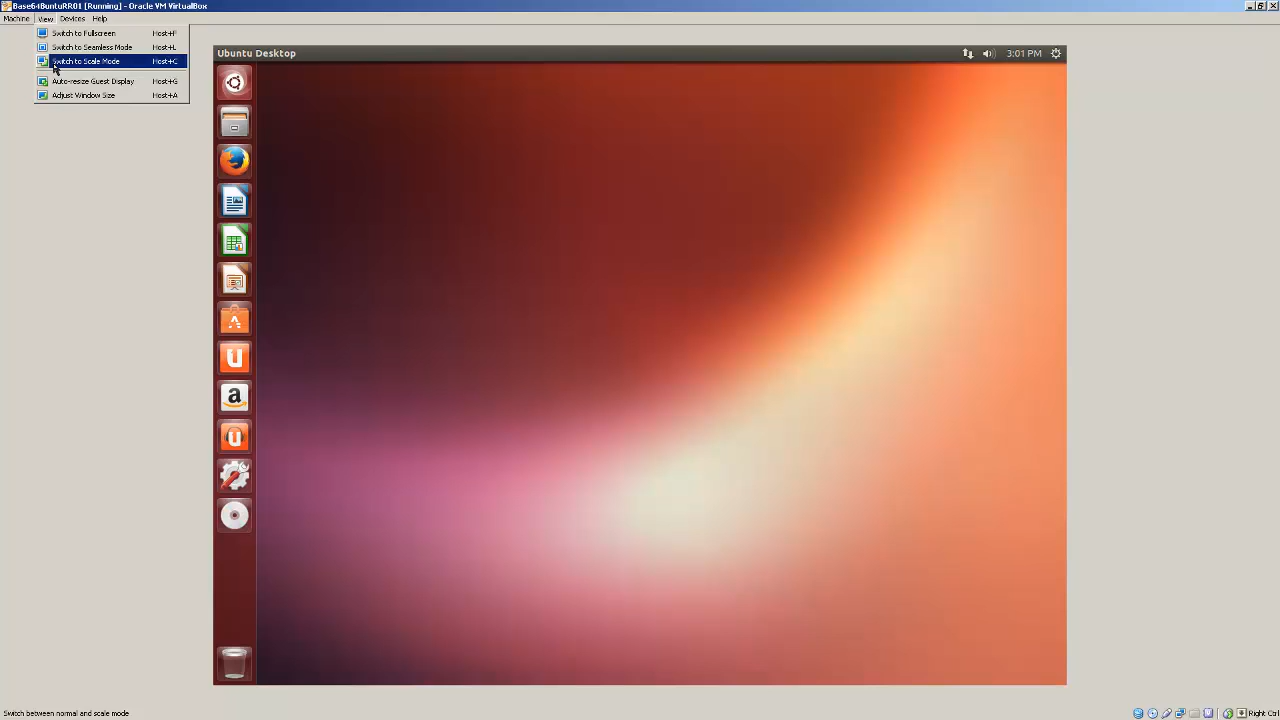 Base64BuntuRR01 [Running] - Oracle VM VirtualBox
Machine View Devices Help
Switch to Fullscreen Host+F
Switch to Seamless Mode Host+L
Switch to Scale Mode Host+C
Auto-resize Guest Display Host+G
Adjust Window Size Host+A
Ubuntu Desktop 3:01 PM
Switch between normal and scale mode
Right Ctrl